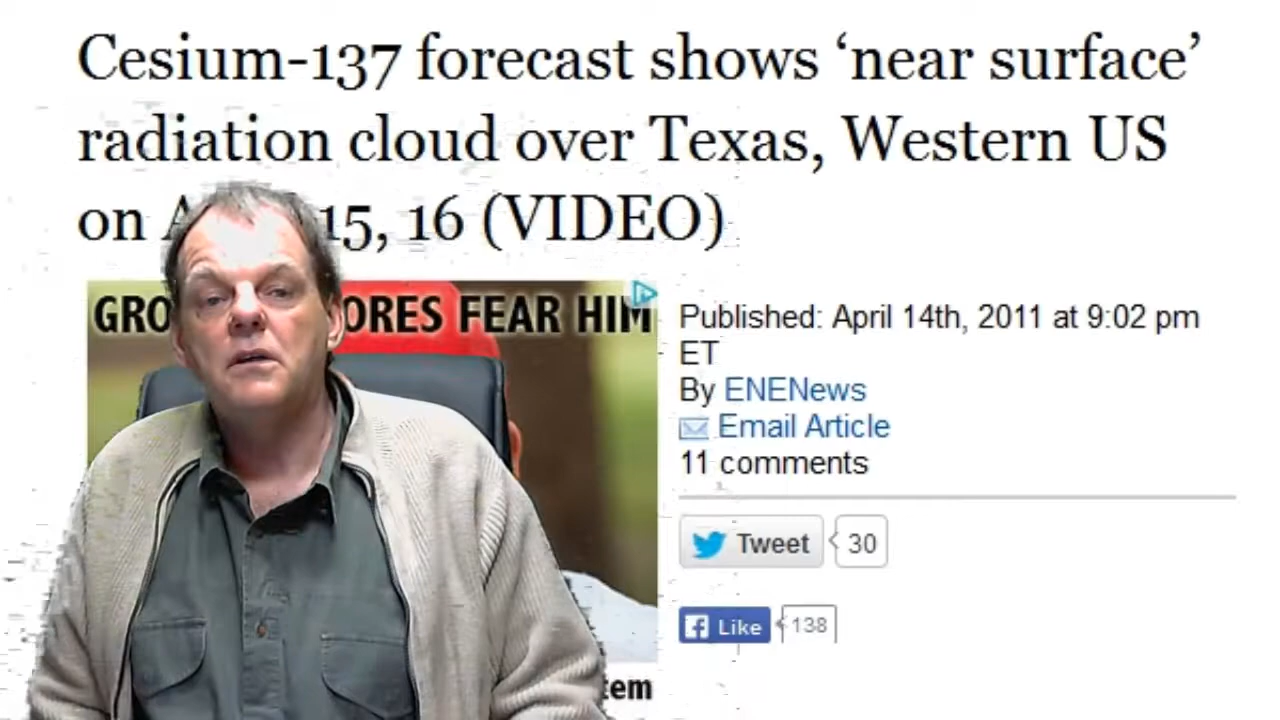 Cesium-137 forecast shows ‘near surface’
radiation cloud over Texas, Western US
on A 15, 16 (VIDEO)
GRO ORES FEAR HIM
Published: April 14th, 2011 at 9:02 pm
ET
By ENENews
Email Article
11 comments
Tweet 30
Like 138
tem